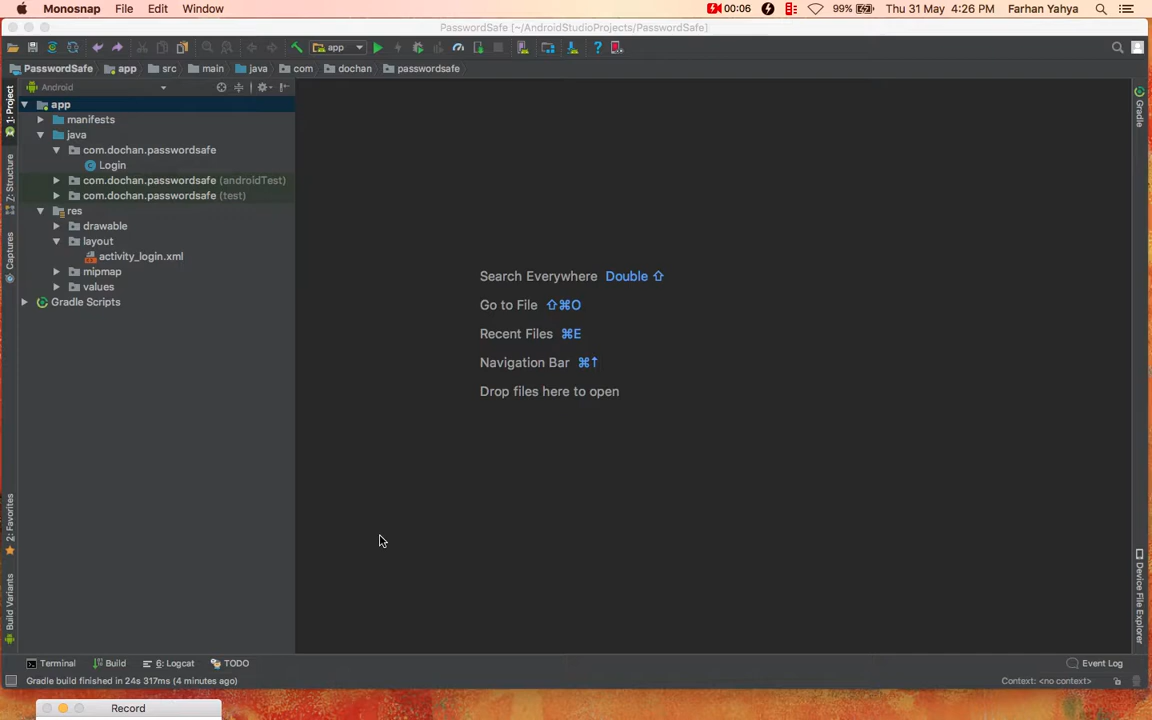 Monosnap File Edit Window 00:06 99% Thu 31 May 4:26 PM Farhan Yahya
PasswordSafe [~/AndroidStudioProjects/PasswordSafe]
app
PasswordSafe app src main java com dochan passwordsafe
1: Project
Z: Structure
Captures
2: Favorites
Build Variants
Android
app
manifests
java
com.dochan.passwordsafe
Login
com.dochan.passwordsafe (androidTest)
com.dochan.passwordsafe (test)
res
drawable
layout
activity_login.xml
mipmap
values
Gradle Scripts
Search Everywhere Double ⇧
Go to File ⇧⌘O
Recent Files ⌘E
Navigation Bar ⌘↑
Drop files here to open
Gradle
Device File Explorer
Terminal Build 6: Logcat TODO Event Log
Gradle build finished in 24s 317ms (4 minutes ago) Context: <no context>
Record